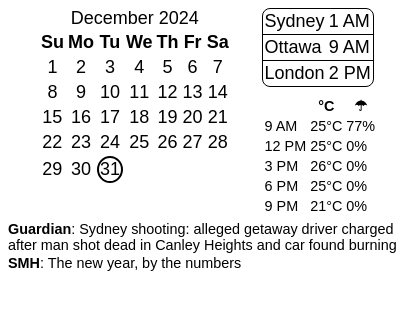 December 2024
Su Mo Tu We Th Fr Sa
1 2 3 4 5 6 7
8 9 10 11 12 13 14
15 16 17 18 19 20 21
22 23 24 25 26 27 28
29 30 31
Sydney 1 AM
Ottawa 9 AM
London 2 PM
°C ☂
9 AM 25°C 77%
12 PM 25°C 0%
3 PM 26°C 0%
6 PM 25°C 0%
9 PM 21°C 0%
Guardian: Sydney shooting: alleged getaway driver charged
after man shot dead in Canley Heights and car found burning
SMH: The new year, by the numbers